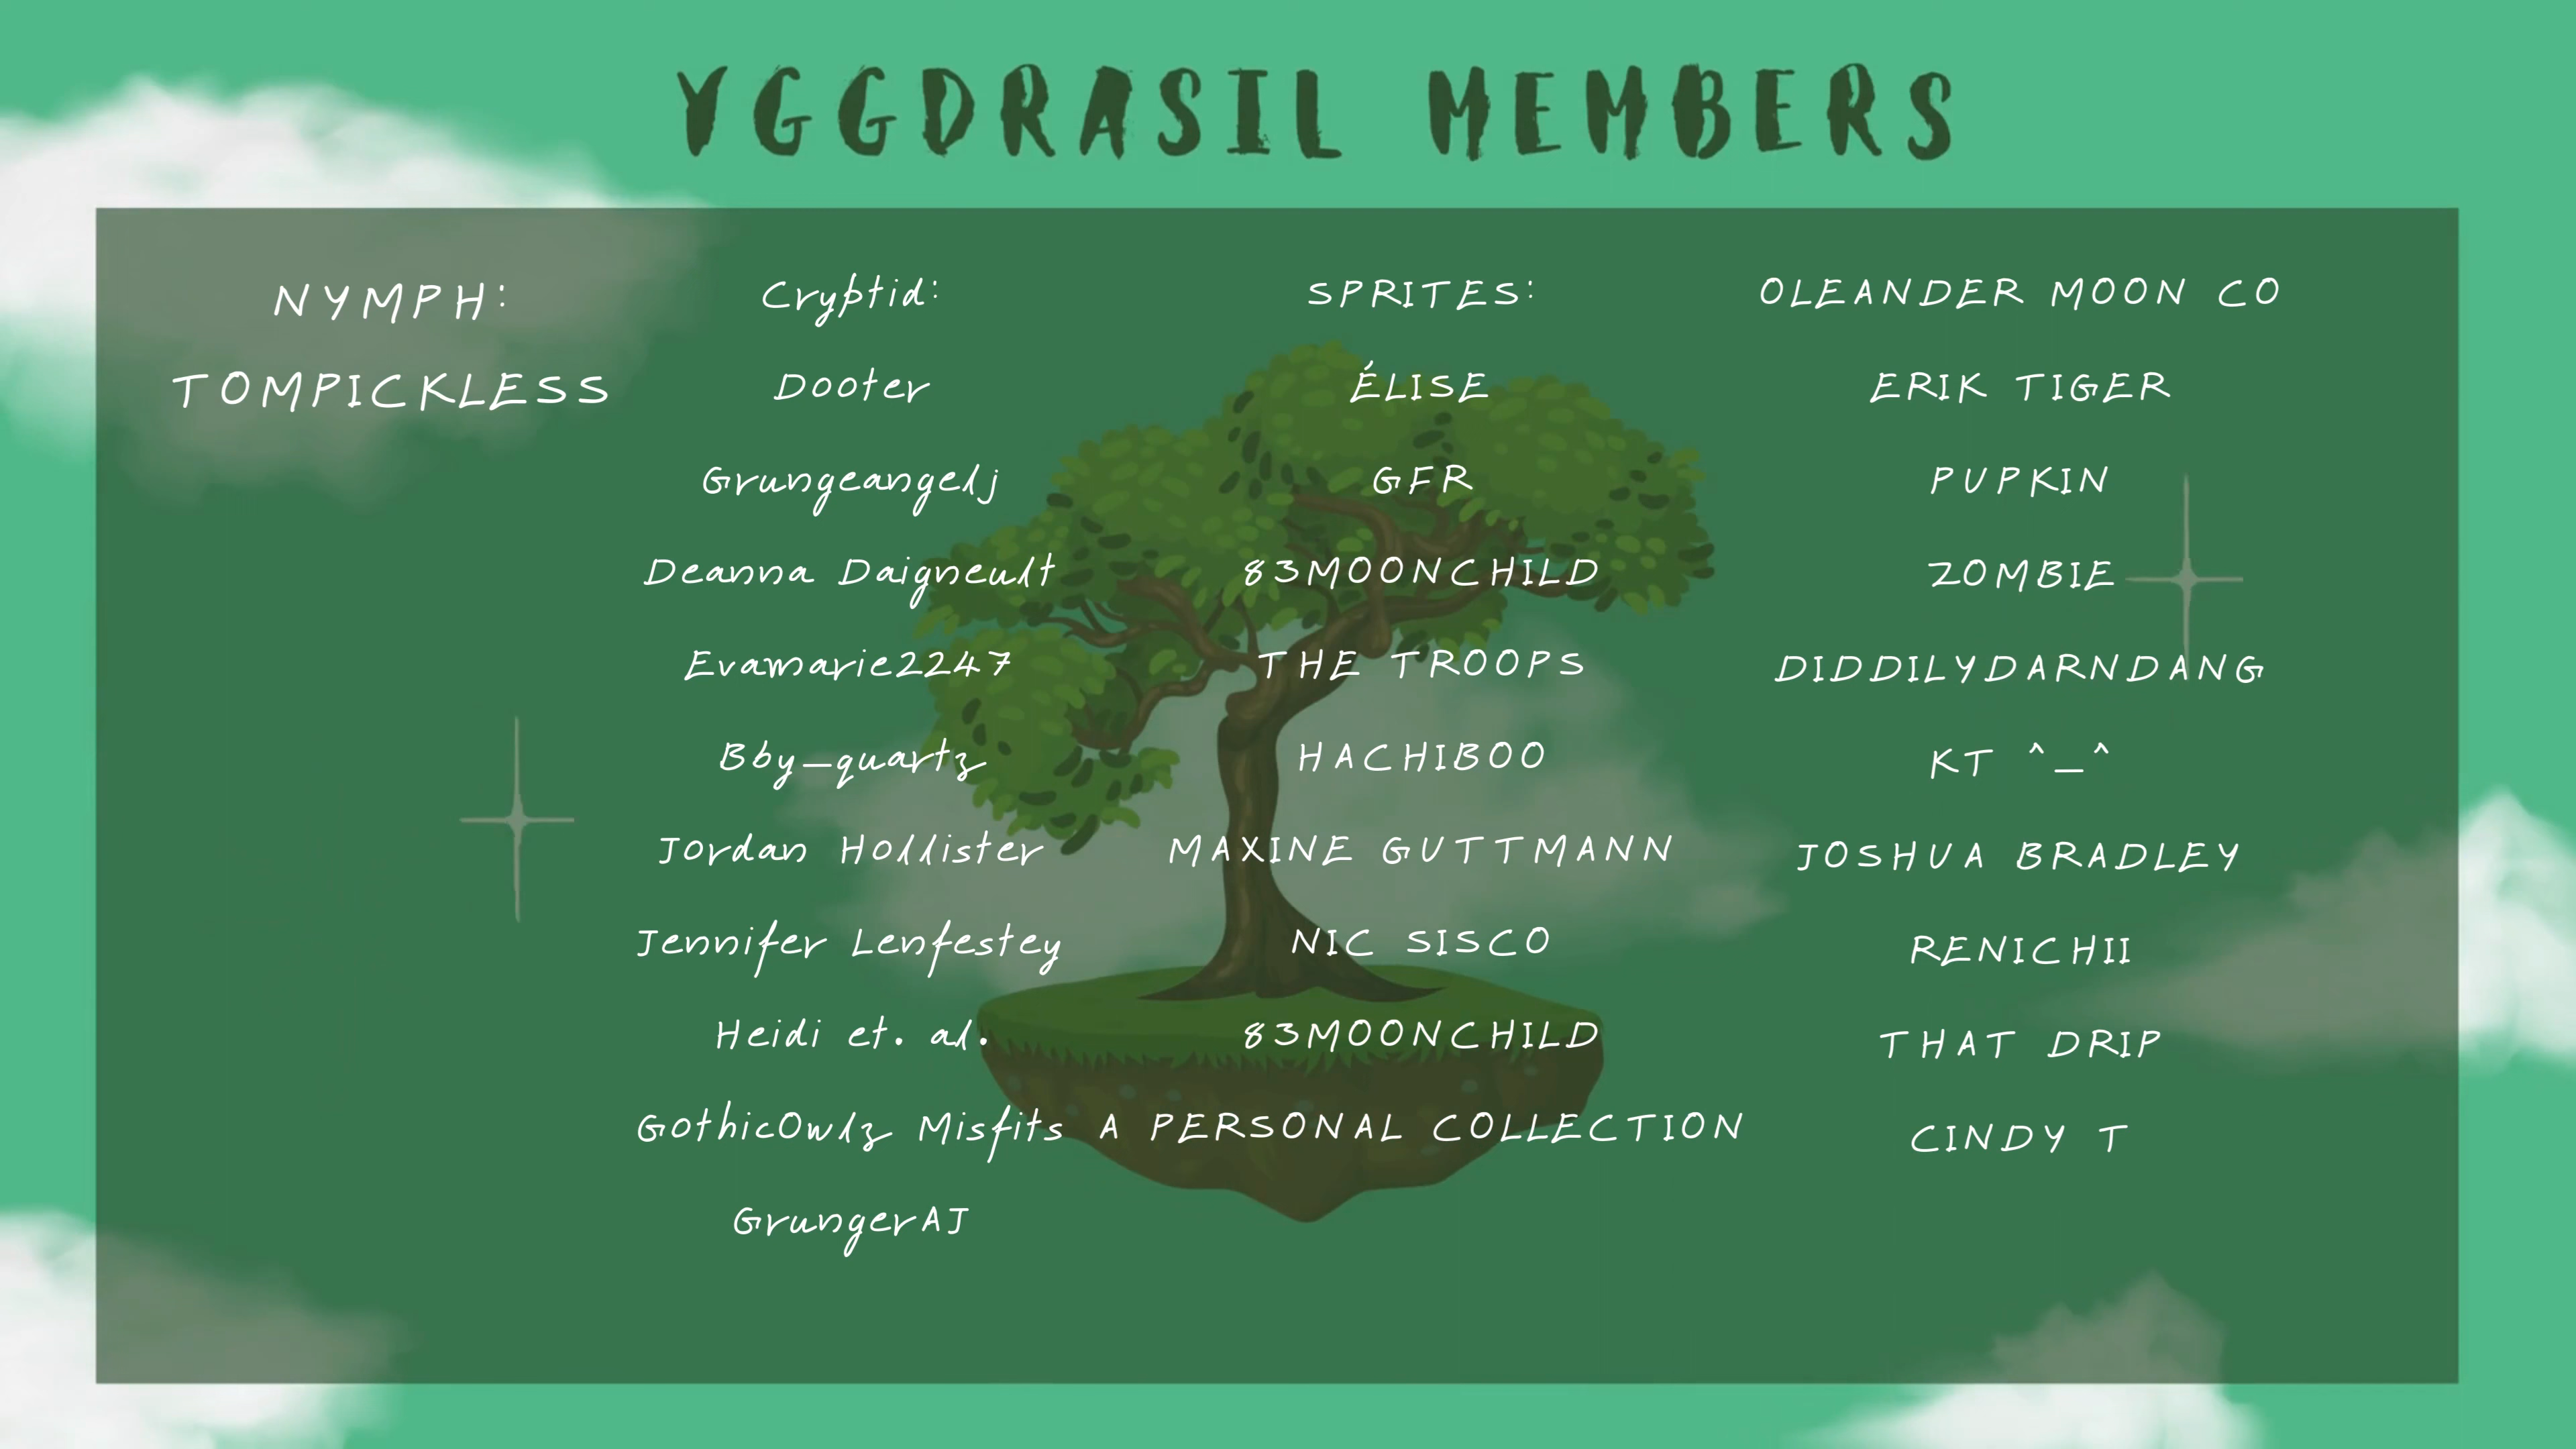 YGGDRASIL MEMBERS
NYMPH:
TOMPICKLESS
Cryptid:
Dooter
Grungeangelj
Deanna Daigneult
Evamarie2247
Bby_quartz
Jordan Hollister
Jennifer Lenfestey
Heidi et. al.
GothicOwlz Misfits
GrungerAJ
SPRITES:
ÉLISE
GFR
83MOONCHILD
THE TROOPS
HACHIBOO
MAXINE GUTTMANN
NIC SISCO
83MOONCHILD
A PERSONAL COLLECTION
OLEANDER MOON CO
ERIK TIGER
PUPKIN
ZOMBIE
DIDDILYDARNDANG
KT ^_^
JOSHUA BRADLEY
RENICHII
THAT DRIP
CINDY T